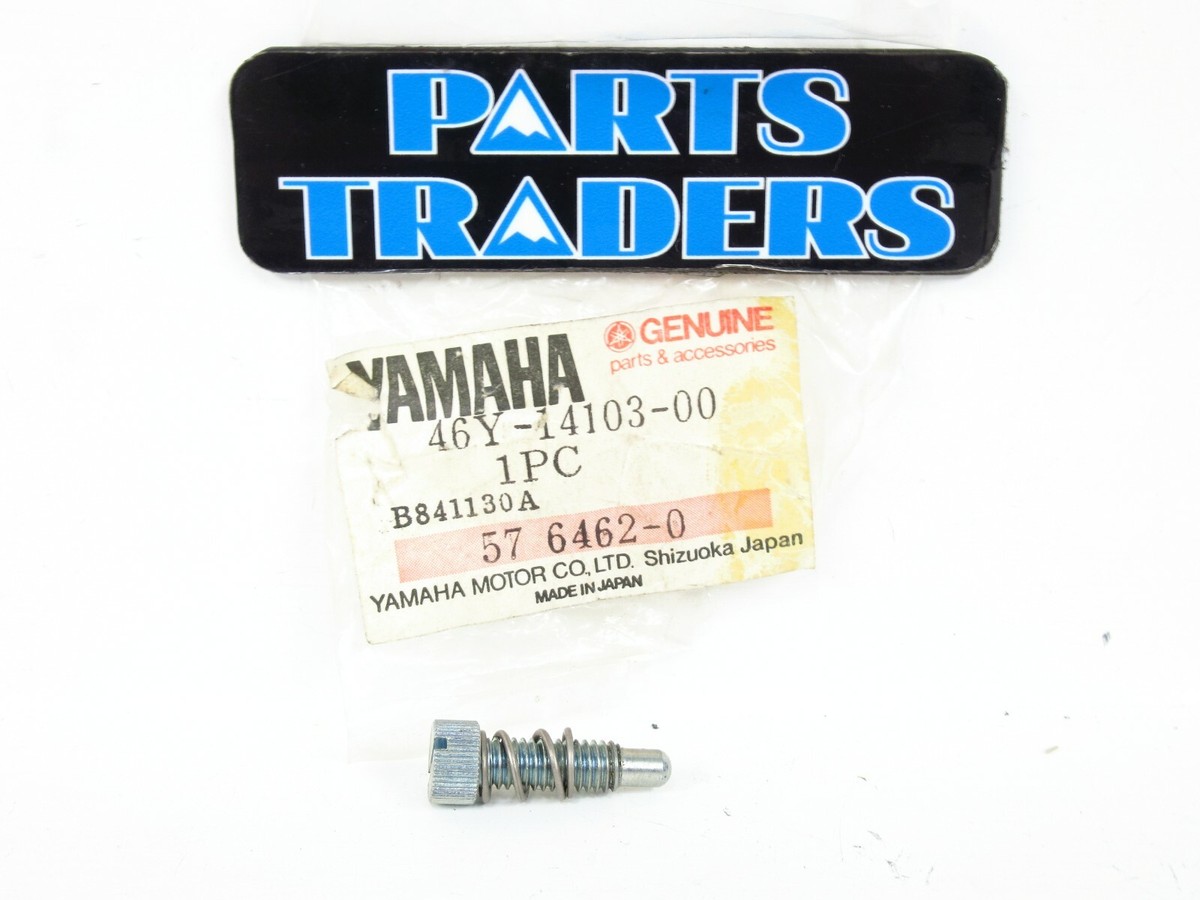 PARTS
TRADERS
YAMAHA
GENUINE
parts & accessories
46Y-14103-00
1PC
B841130A
57 6462-0
YAMAHA MOTOR CO., LTD. Shizuoka Japan
MADE IN JAPAN